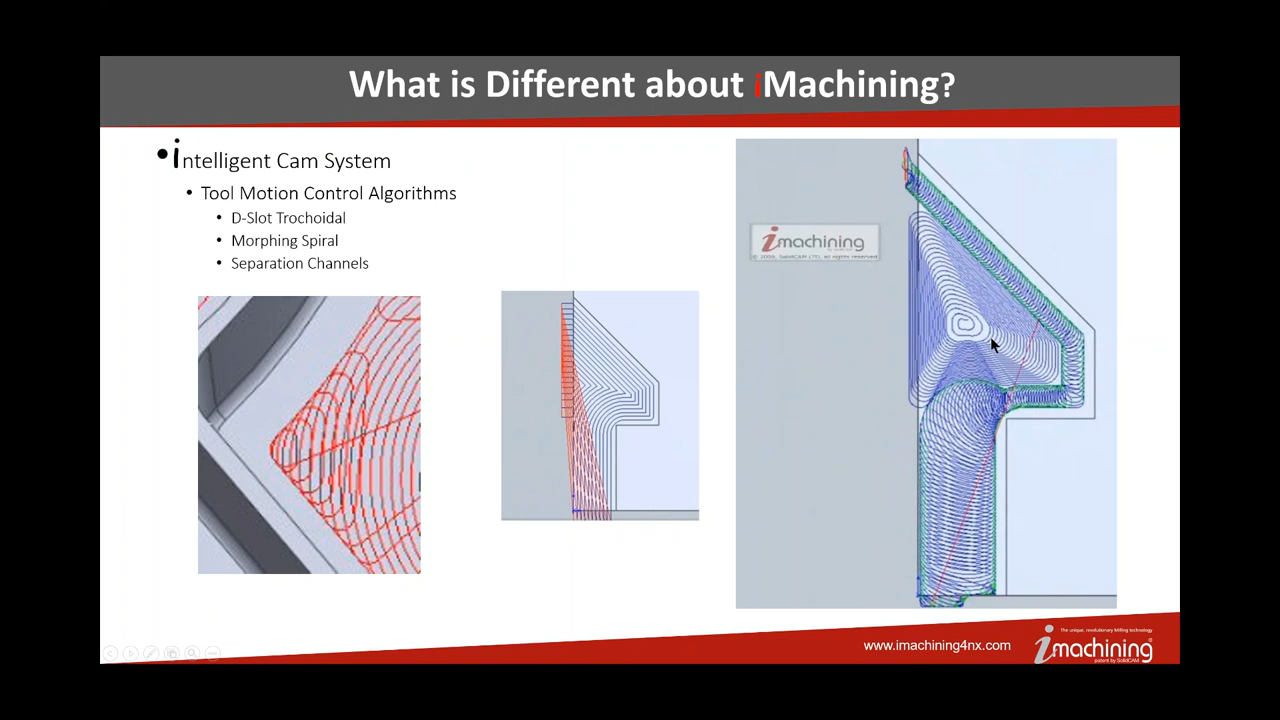 What is Different about iMachining?
•intelligent Cam System
• Tool Motion Control Algorithms
• D-Slot Trochoidal
• Morphing Spiral
• Separation Channels
imachining
© 2009, SolidCAM LTD, all rights reserved
www.imachining4nx.com
The unique, revolutionary Milling technology
imachining®
patent by SolidCAM